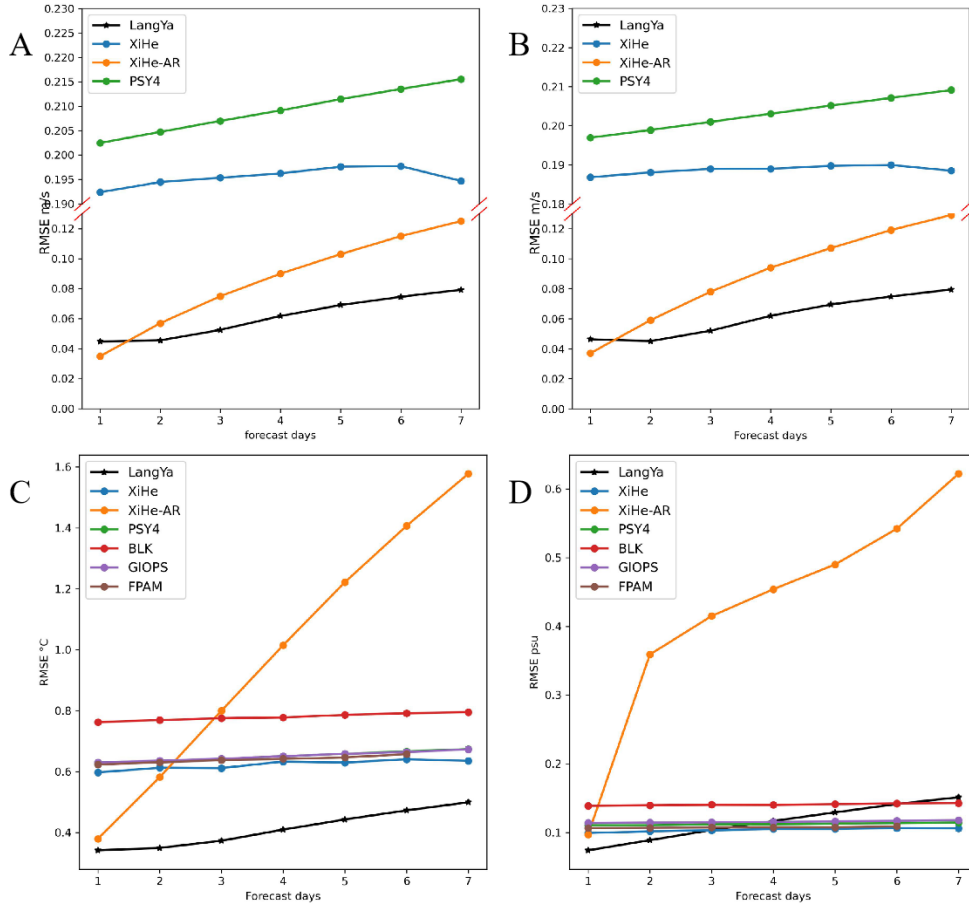 A
RMSE m/s
0.230
0.225
0.220
0.215
0.210
0.205
0.200
0.195
0.190
0.12
0.10
0.08
0.06
0.04
0.02
0.00
LangYa
XiHe
XiHe-AR
PSY4
1 2 3 4 5 6 7
forecast days
B
RMSE m/s
0.23
0.22
0.21
0.20
0.19
0.18
0.12
0.10
0.08
0.06
0.04
0.02
0.00
LangYa
XiHe
XiHe-AR
PSY4
1 2 3 4 5 6 7
Forecast days
C
RMSE °C
1.6
1.4
1.2
1.0
0.8
0.6
0.4
LangYa
XiHe
XiHe-AR
PSY4
BLK
GIOPS
FPAM
1 2 3 4 5 6 7
Forecast days
D
RMSE psu
0.6
0.5
0.4
0.3
0.2
0.1
LangYa
XiHe
XiHe-AR
PSY4
BLK
GIOPS
FPAM
1 2 3 4 5 6 7
Forecast days